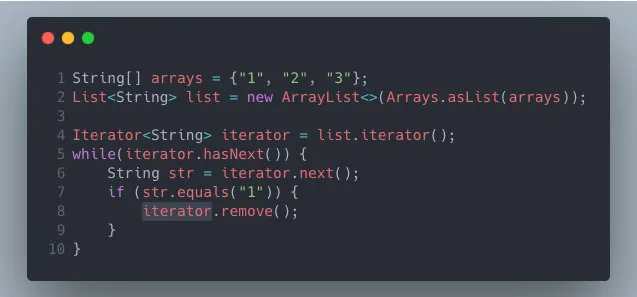 1 String[] arrays = {"1", "2", "3"};
2 List<String> list = new ArrayList<>(Arrays.asList(arrays));
3
4 Iterator<String> iterator = list.iterator();
5 while(iterator.hasNext()) {
6     String str = iterator.next();
7     if (str.equals("1")) {
8         iterator.remove();
9     }
10 }